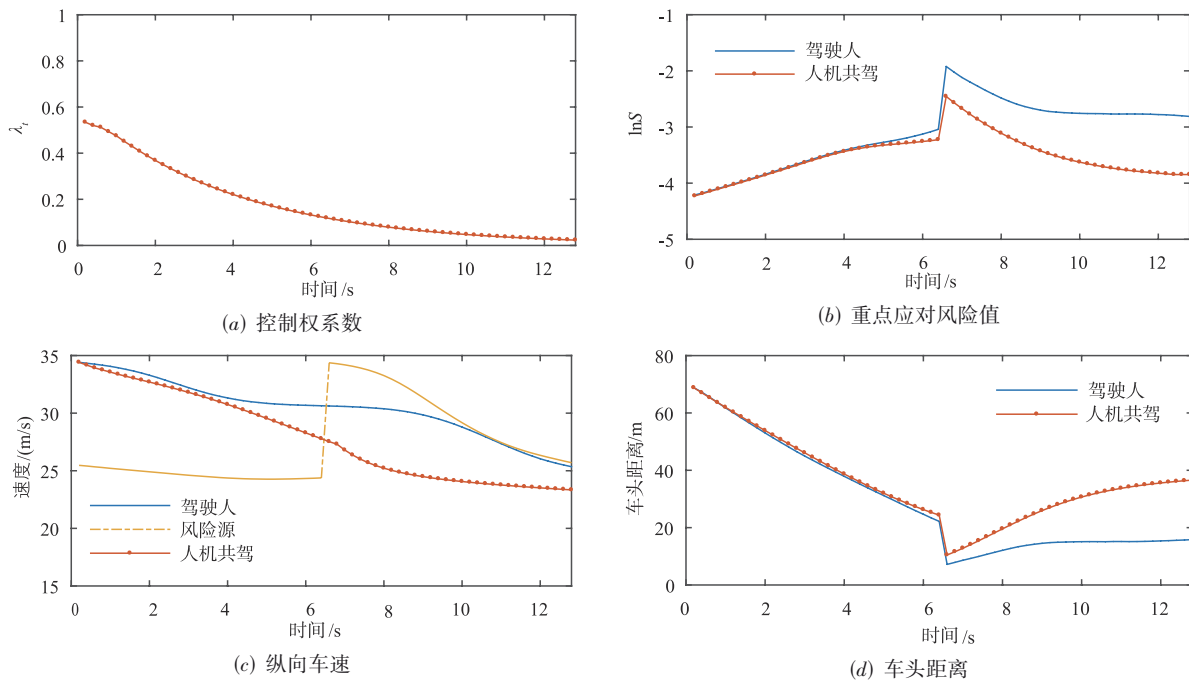 1
0.8
0.6
0.4
0.2
0
λt
0 2 4 6 8 10 12
时间/s
(a) 控制权系数
-1
-2
-3
-4
-5
lnS
驾驶人
人机共驾
0 2 4 6 8 10 12
时间/s
(b) 重点应对风险值
35
30
25
20
15
速度/(m/s)
驾驶人
风险源
人机共驾
0 2 4 6 8 10 12
时间/s
(c) 纵向车速
80
60
40
20
0
车头距离/m
驾驶人
人机共驾
0 2 4 6 8 10 12
时间/s
(d) 车头距离